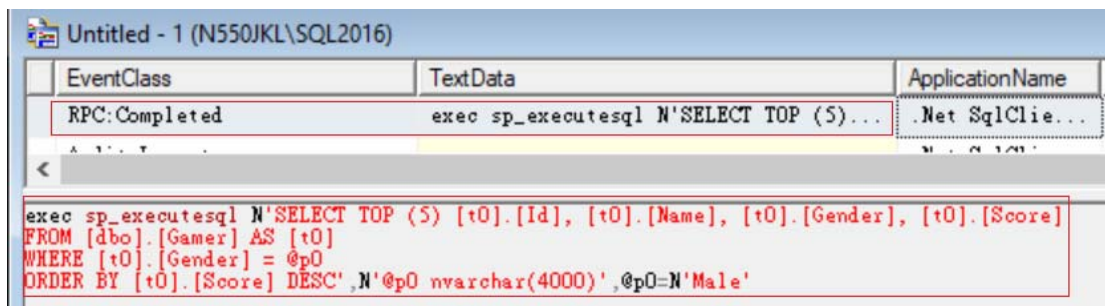 Untitled - 1 (N550JKL\SQL2016)
EventClass TextData ApplicationName
RPC:Completed exec sp_executesql N'SELECT TOP (5)... .Net SqlClie...
exec sp_executesql N'SELECT TOP (5) [t0].[Id], [t0].[Name], [t0].[Gender], [t0].[Score]
FROM [dbo].[Gamer] AS [t0]
WHERE [t0].[Gender] = @p0
ORDER BY [t0].[Score] DESC',N'@p0 nvarchar(4000)',@p0=N'Male'